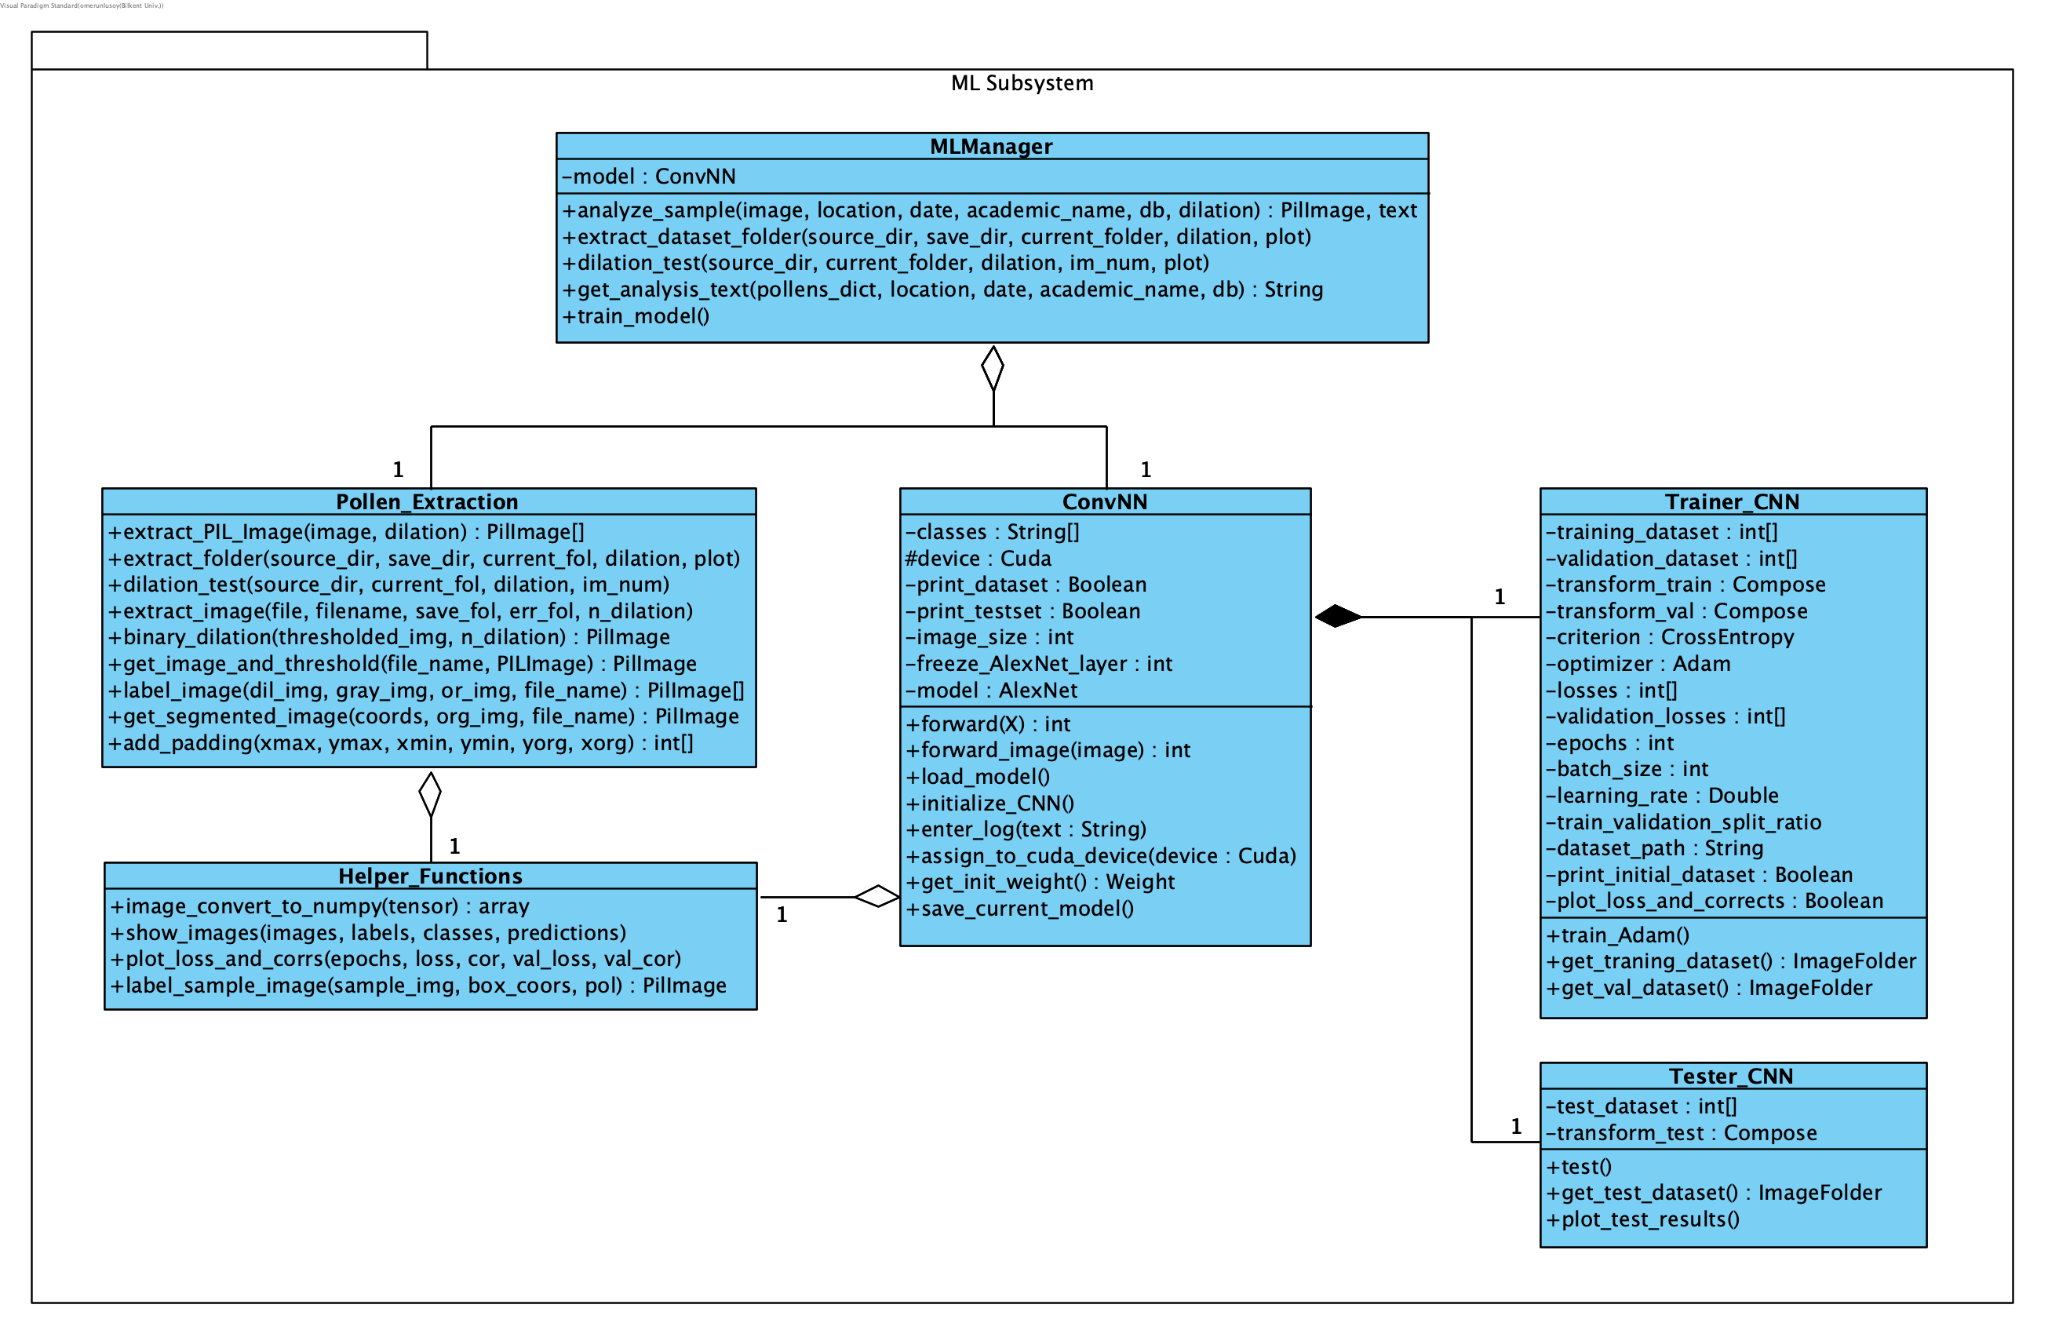 Visual Paradigm Standard(omerunlusoy(Bilkent Univ.))
ML Subsystem
MLManager
-model : ConvNN
+analyze_sample(image, location, date, academic_name, db, dilation) : PilImage, text
+extract_dataset_folder(source_dir, save_dir, current_folder, dilation, plot)
+dilation_test(source_dir, current_folder, dilation, im_num, plot)
+get_analysis_text(pollens_dict, location, date, academic_name, db) : String
+train_model()
1
1
Pollen_Extraction
+extract_PIL_Image(image, dilation) : PilImage[]
+extract_folder(source_dir, save_dir, current_fol, dilation, plot)
+dilation_test(source_dir, current_fol, dilation, im_num)
+extract_image(file, filename, save_fol, err_fol, n_dilation)
+binary_dilation(thresholded_img, n_dilation) : PilImage
+get_image_and_threshold(file_name, PILImage) : PilImage
+label_image(dil_img, gray_img, or_img, file_name) : PilImage[]
+get_segmented_image(coords, org_img, file_name) : PilImage
+add_padding(xmax, ymax, xmin, ymin, yorg, xorg) : int[]
1
Helper_Functions
+image_convert_to_numpy(tensor) : array
+show_images(images, labels, classes, predictions)
+plot_loss_and_corrs(epochs, loss, cor, val_loss, val_cor)
+label_sample_image(sample_img, box_coors, pol) : PilImage
1
ConvNN
-classes : String[]
#device : Cuda
-print_dataset : Boolean
-print_testset : Boolean
-image_size : int
-freeze_AlexNet_layer : int
-model : AlexNet
+forward(X) : int
+forward_image(image) : int
+load_model()
+initialize_CNN()
+enter_log(text : String)
+assign_to_cuda_device(device : Cuda)
+get_init_weight() : Weight
+save_current_model()
1
Trainer_CNN
-training_dataset : int[]
-validation_dataset : int[]
-transform_train : Compose
-transform_val : Compose
-criterion : CrossEntropy
-optimizer : Adam
-losses : int[]
-validation_losses : int[]
-epochs : int
-batch_size : int
-learning_rate : Double
-train_validation_split_ratio
-dataset_path : String
-print_initial_dataset : Boolean
-plot_loss_and_corrects : Boolean
+train_Adam()
+get_traning_dataset() : ImageFolder
+get_val_dataset() : ImageFolder
1
Tester_CNN
-test_dataset : int[]
-transform_test : Compose
+test()
+get_test_dataset() : ImageFolder
+plot_test_results()